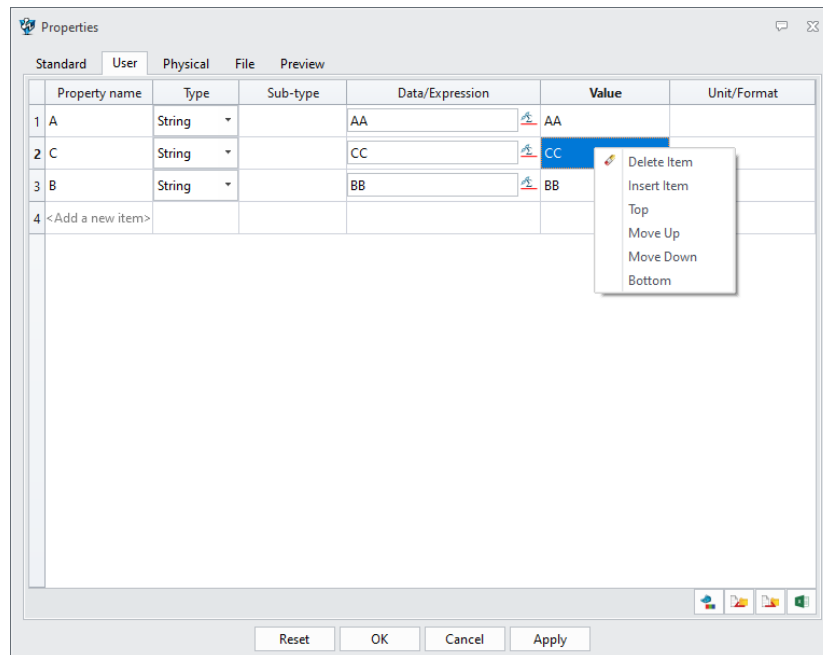 Properties
Standard User Physical File Preview
Property name Type Sub-type Data/Expression Value Unit/Format
1 A String AA AA
2 C String CC CC
3 B String BB BB
4 <Add a new item>
Delete Item
Insert Item
Top
Move Up
Move Down
Bottom
Reset OK Cancel Apply